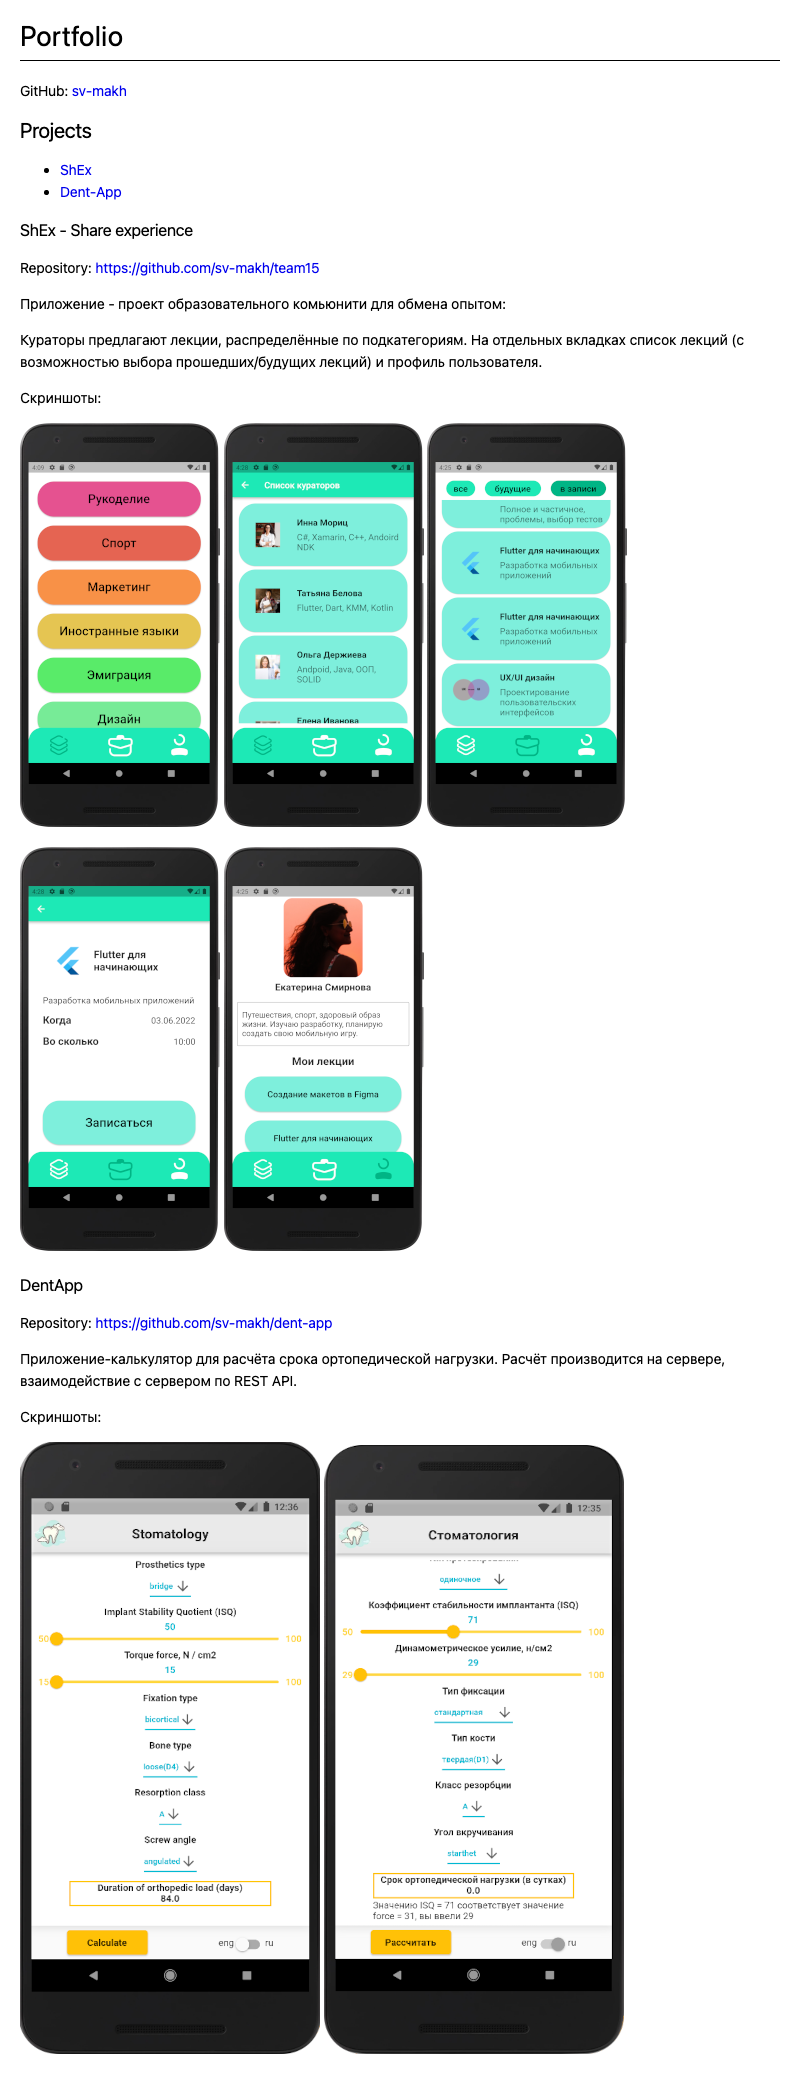 Portfolio
GitHub: sv-makh
Projects
ShEx
Dent-App
ShEx - Share experience
Repository: https://github.com/sv-makh/team15
Приложение - проект образовательного комьюнити для обмена опытом:
Кураторы предлагают лекции, распределённые по подкатегориям. На отдельных вкладках список лекций (с
возможностью выбора прошедших/будущих лекций) и профиль пользователя.
Скриншоты:
4:09
Рукоделие
Спорт
Маркетинг
Иностранные языки
Эмиграция
Дизайн
Список кураторов
Инна Мориц
C#, Xamarin, C++, Andoird
NDK
Татьяна Белова
Flutter, Dart, KMM, Kotlin
Ольга Держиева
Andpoid, Java, ООП,
SOLID
Елена Иванова
4:25
все
будущие
в записи
Полное и частичное,
проблемы, выбор тестов
Flutter для начинающих
Разработка мобильных
приложений
Flutter для начинающих
Разработка мобильных
приложений
UX/UI дизайн
Проектирование
пользовательских
интерфейсов
Flutter для
начинающих
Разработка мобильных приложений
Когда 03.06.2022
Во сколько 10:00
Записаться
4:25
Екатерина Смирнова
Путешествия, спорт, здоровый образ
жизни. Изучаю разработку, планирую
создать свою мобильную игру.
Мои лекции
Создание макетов в Figma
Flutter для начинающих
DentApp
Repository: https://github.com/sv-makh/dent-app
Приложение-калькулятор для расчёта срока ортопедической нагрузки. Расчёт производится на сервере,
взаимодействие с сервером по REST API.
Скриншоты:
12:36
Stomatology
Prosthetics type
bridge
Implant Stability Quotient (ISQ)
50
50 100
Torque force, N / cm2
15
15 100
Fixation type
bicortical
Bone type
loose(D4)
Resorption class
A
Screw angle
angulated
Duration of orthopedic load (days)
84.0
Calculate
eng ru
12:35
Стоматология
одиночное
Коэффициент стабильности имплантанта (ISQ)
71
50 100
Динамометрическое усилие, н/см2
29
29 100
Тип фиксации
стандартная
Тип кости
твердая(D1)
Класс резорбции
A
Угол вкручивания
starthet
Срок ортопедической нагрузки (в сутках)
0.0
Значению ISQ = 71 соответствует значение
force = 31, вы ввели 29
Рассчитать
eng ru